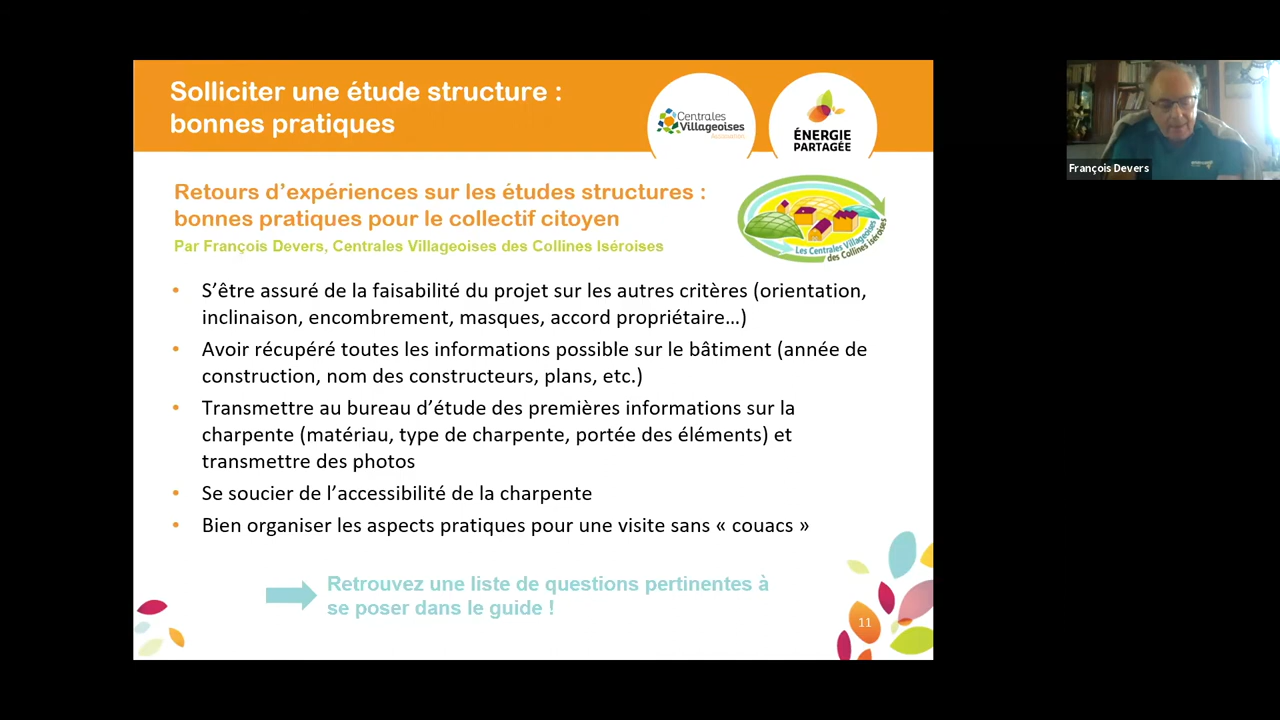 Solliciter une étude structure :
bonnes pratiques
Centrales
Villageoises
Association
ÉNERGIE
PARTAGÉE
François Devers
Retours d'expériences sur les études structures :
bonnes pratiques pour le collectif citoyen
Par François Devers, Centrales Villageoises des Collines Iséroises
Les Centrales Villageoises
des Collines Iséroises
• S'être assuré de la faisabilité du projet sur les autres critères (orientation,
inclinaison, encombrement, masques, accord propriétaire…)
• Avoir récupéré toutes les informations possible sur le bâtiment (année de
construction, nom des constructeurs, plans, etc.)
• Transmettre au bureau d'étude des premières informations sur la
charpente (matériau, type de charpente, portée des éléments) et
transmettre des photos
• Se soucier de l'accessibilité de la charpente
• Bien organiser les aspects pratiques pour une visite sans « couacs »
Retrouvez une liste de questions pertinentes à
se poser dans le guide !
11